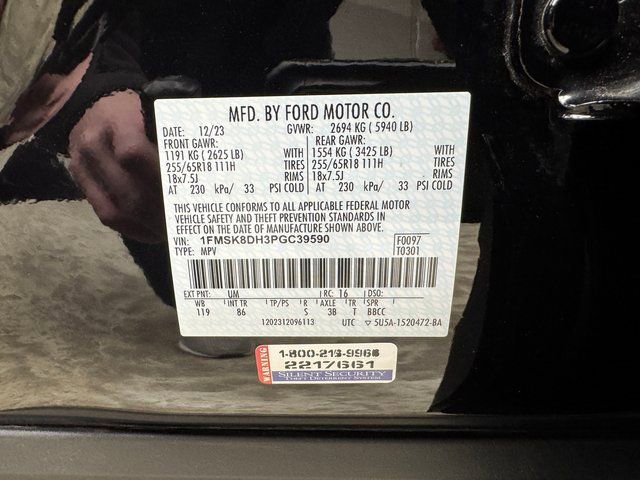 MFD. BY FORD MOTOR CO.
DATE: 12/23 GVWR: 2694 KG ( 5940 LB)
FRONT GAWR: REAR GAWR:
1191 KG ( 2625 LB) WITH 1554 KG ( 3425 LB) WITH
255/65R18 111H TIRES 255/65R18 111H TIRES
18x7.5J RIMS 18x7.5J RIMS
AT 230 kPa/ 33 PSI COLD AT 230 kPa/ 33 PSI COLD
THIS VEHICLE CONFORMS TO ALL APPLICABLE FEDERAL MOTOR
VEHICLE SAFETY AND THEFT PREVENTION STANDARDS IN
EFFECT ON THE DATE OF MANUFACTURE SHOWN ABOVE.
VIN: 1FMSK8DH3PGC39590 F0097
TYPE: MPV T0301
EXT PNT: UM RC: 16 DSO:
WB INT TR TP/PS R AXLE TR SPR
119 86 S 3B T BBCC
1202312096113 UTC ▽ 5U5A-1520472-BA
WARNING
1-800-219-9966
2217661
SILENT SECURITY
THEFT DETERRENT SYSTEM